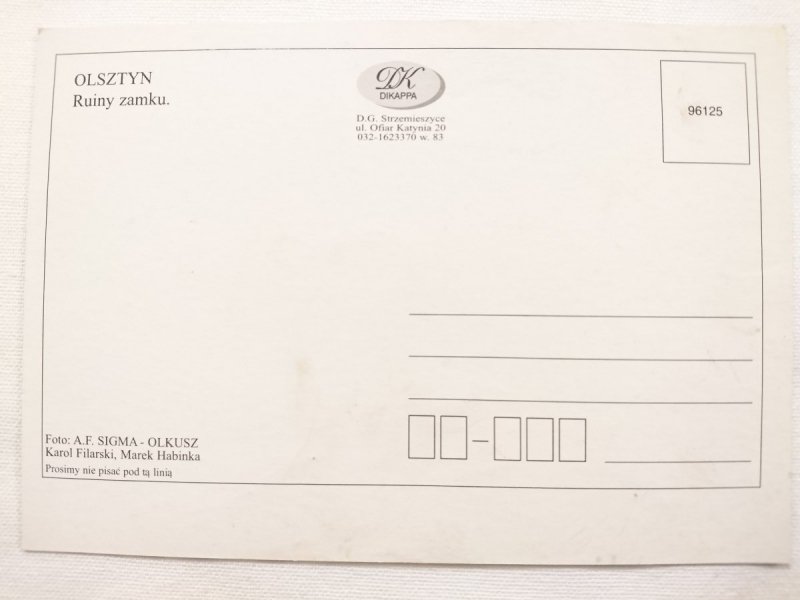 OLSZTYN
Ruiny zamku.
DK
DIKAPPA
D.G. Strzemieszyce
ul. Ofiar Katynia 20
032-1623370 w. 83
96125
Foto: A.F. SIGMA - OLKUSZ
Karol Filarski, Marek Habinka
Prosimy nie pisać pod tą linią